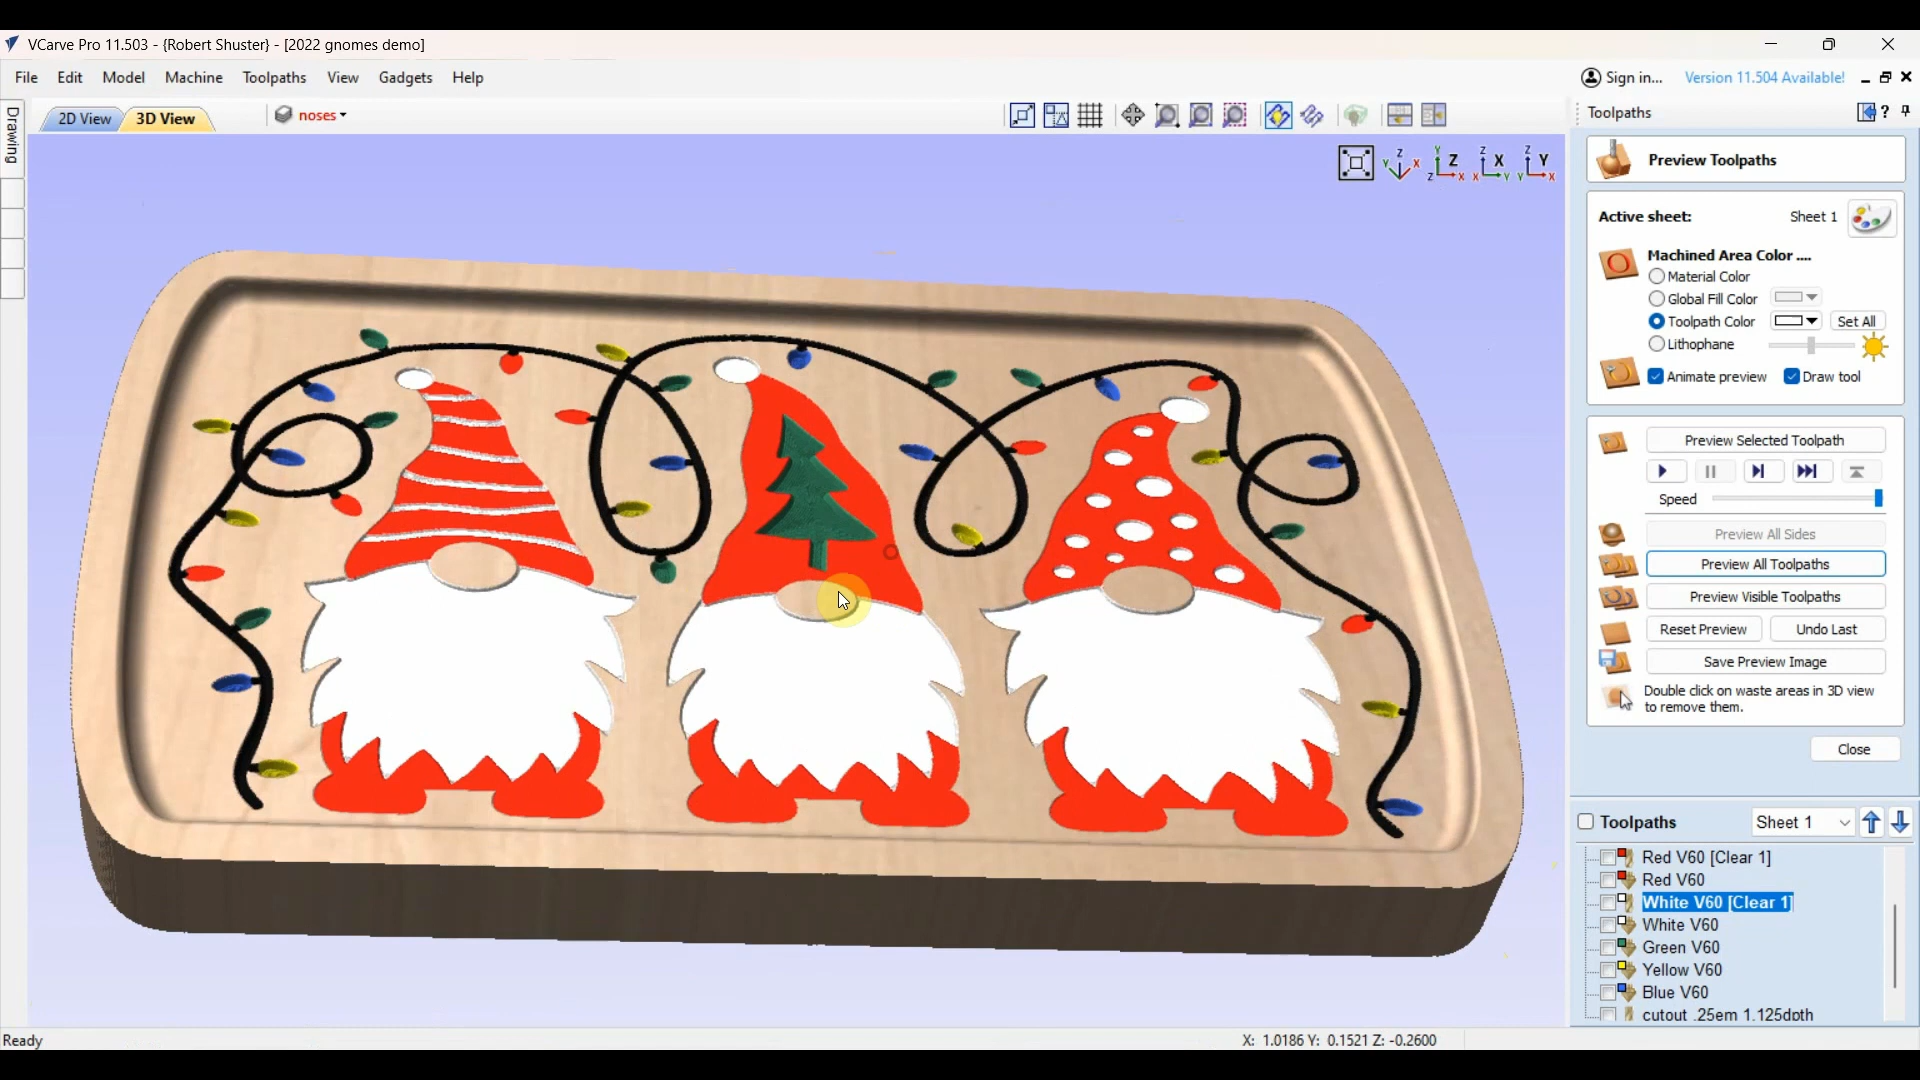 VCarve Pro 11.503 - {Robert Shuster} - [2022 gnomes demo]
File Edit Model Machine Toolpaths View Gadgets Help
Sign in... Version 11.504 Available!
Drawing
2D View 3D View noses
Toolpaths ?
Z Y X
Y Z Z X
Z X X Y
Z Y Y X
Preview Toolpaths
Active sheet: Sheet 1
Machined Area Color ....
Material Color
Global Fill Color
Toolpath Color Set All
Lithophane
Animate preview Draw tool
Preview Selected Toolpath
Speed
Preview All Sides
Preview All Toolpaths
Preview Visible Toolpaths
Reset Preview Undo Last
Save Preview Image
Double click on waste areas in 3D view
to remove them.
Close
Toolpaths Sheet 1
Red V60 [Clear 1]
Red V60
White V60 [Clear 1]
White V60
Green V60
Yellow V60
Blue V60
cutout .25em 1.125dpth
Ready X: 1.0186 Y: 0.1521 Z: -0.2600